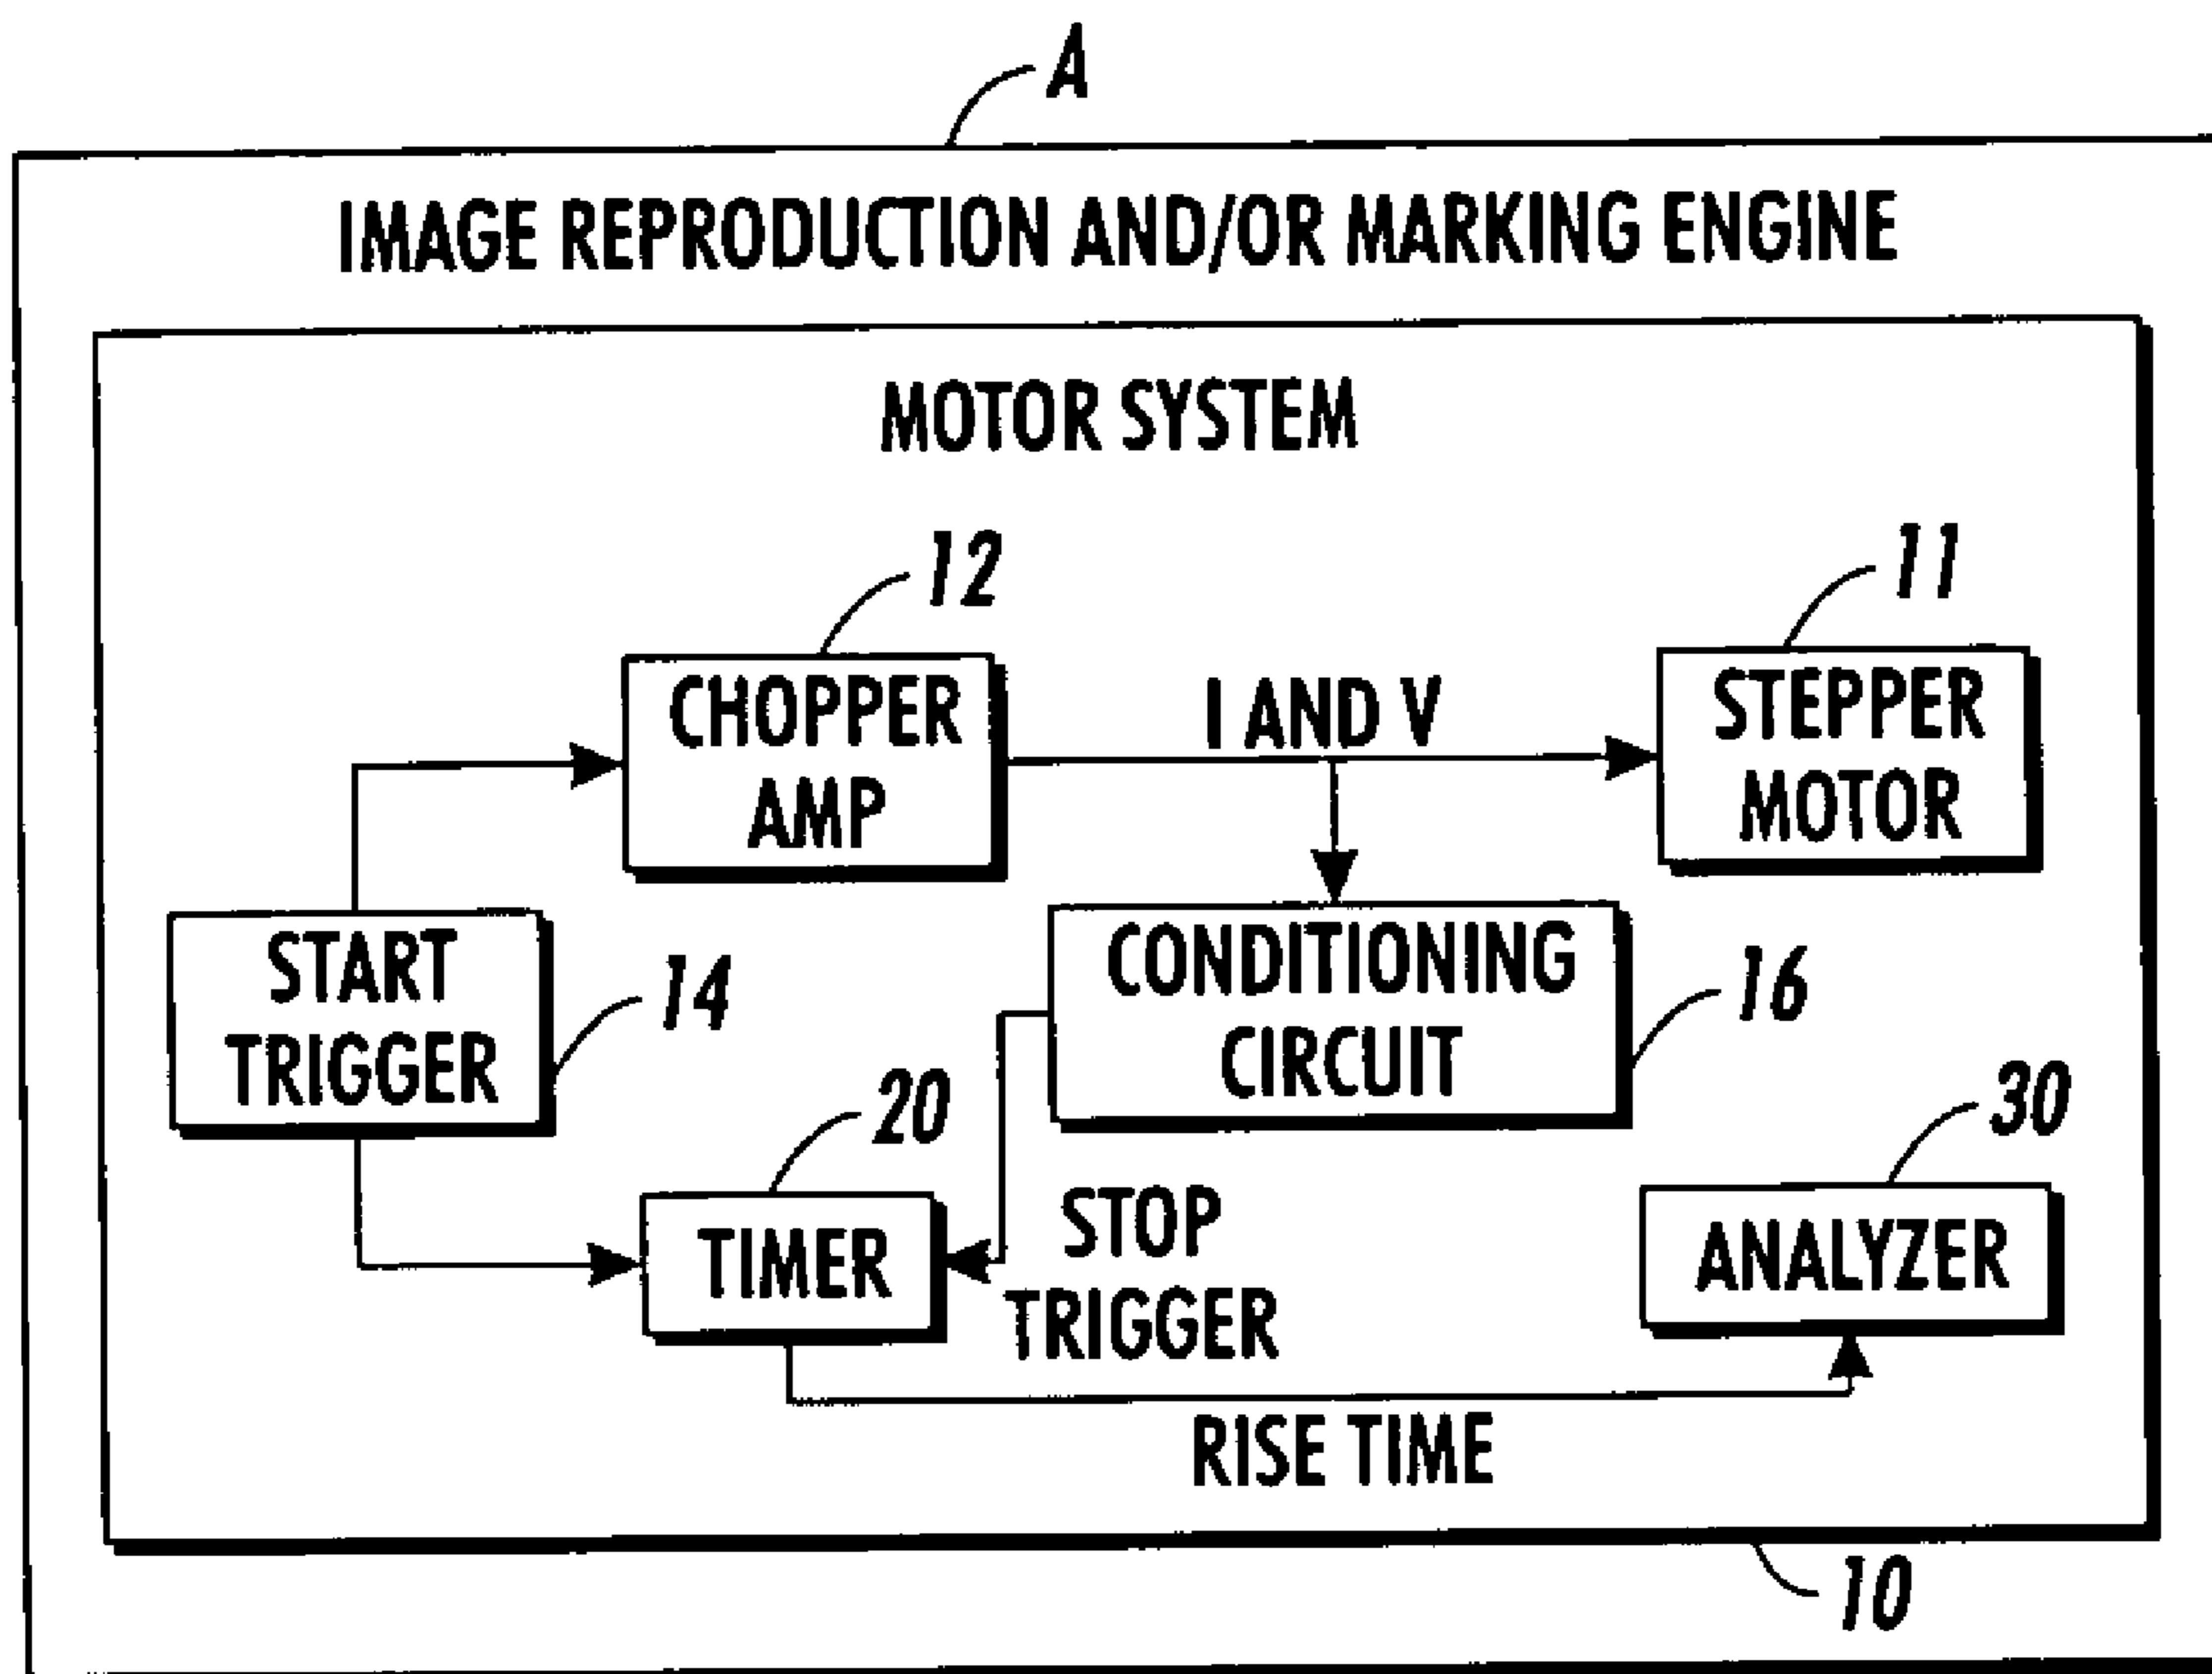 A
IMAGE REPRODUCTION AND/OR MARKING ENGINE
MOTOR SYSTEM
12
11
CHOPPER
AMP
I AND V
STEPPER
MOTOR
START
TRIGGER
14
CONDITIONING
CIRCUIT
16
20
30
TIMER
STOP
TRIGGER
ANALYZER
RISE TIME
10